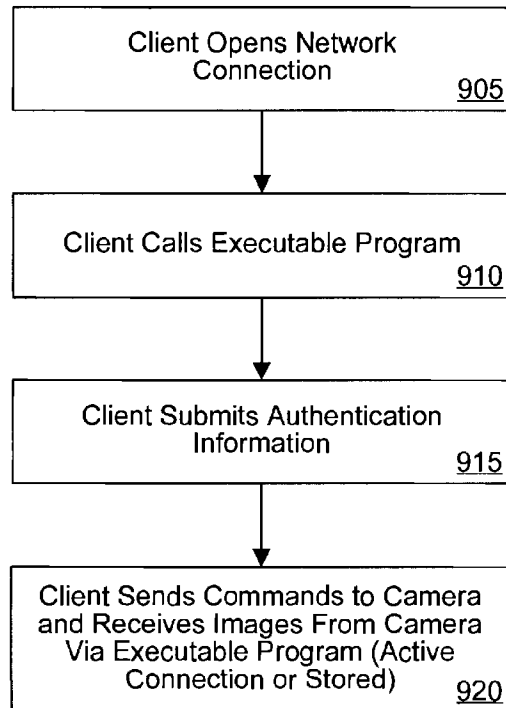 Client Opens Network
Connection
905
Client Calls Executable Program
910
Client Submits Authentication
Information
915
Client Sends Commands to Camera
and Receives Images From Camera
Via Executable Program (Active
Connection or Stored)
920